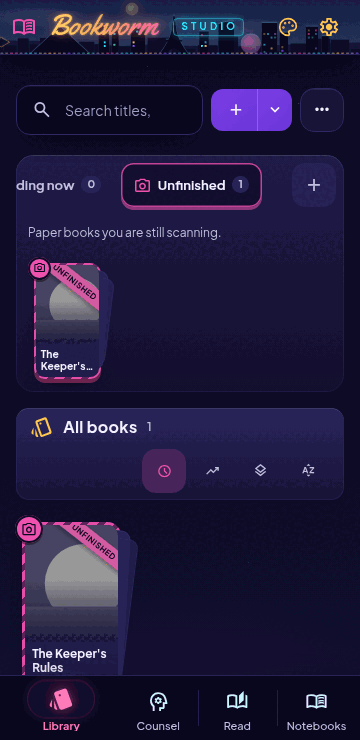 Bookworm STUDIO
Search titles,
ding now 0 Unfinished 1
Paper books you are still scanning.
UNFINISHED
The
Keeper's…
All books 1
AZ
UNFINISHED
The Keeper's
Rules
Library Counsel Read Notebooks